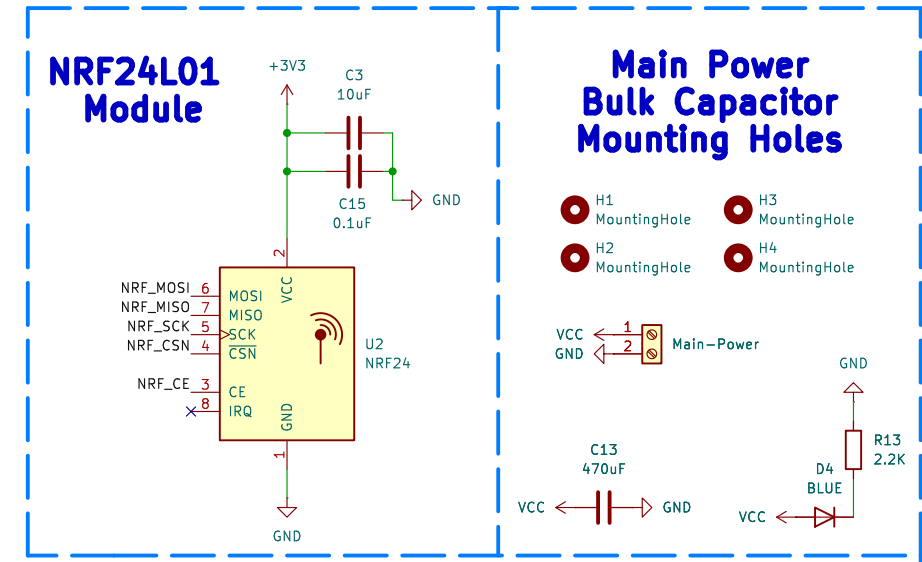 NRF24L01
Module
+3V3
C3
10uF
GND
C15
0.1uF
2
VCC
NRF_MOSI 6 MOSI
NRF_MISO 7 MISO
NRF_SCK 5 SCK
NRF_CSN 4 CSN
NRF_CE 3 CE
8 IRQ
U2
NRF24
GND
1
GND
Main Power
Bulk Capacitor
Mounting Holes
H1
MountingHole
H3
MountingHole
H2
MountingHole
H4
MountingHole
VCC 1
GND 2
Main-Power
GND
R13
2.2K
C13
470uF
VCC
GND
D4
BLUE
VCC